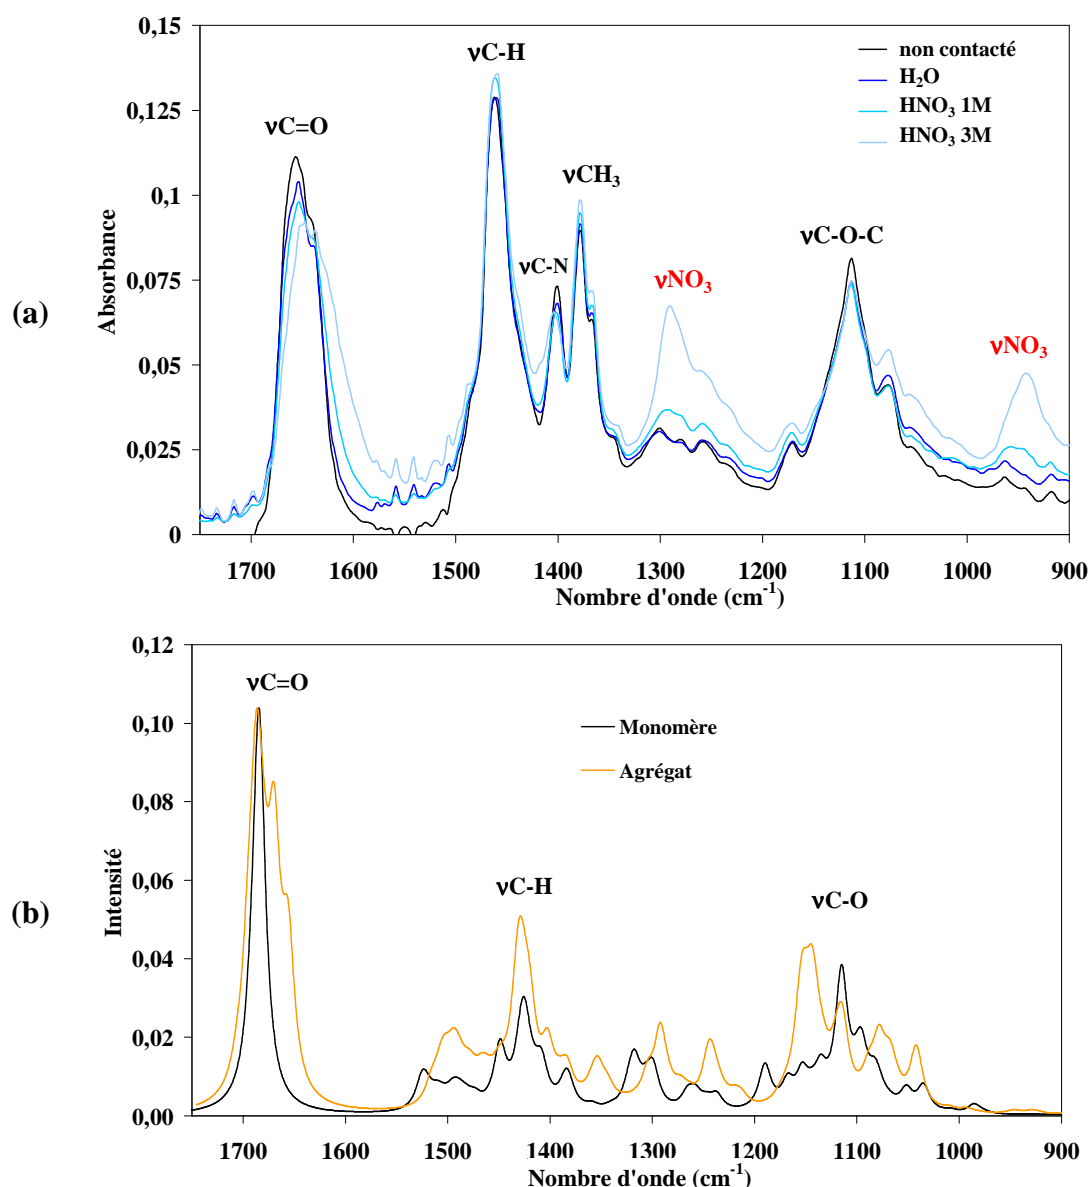 (a)
Absorbance
0,15
0,125
0,1
0,075
0,05
0,025
0
νC=O
νC-H
νC-N
νCH₃
νNO₃
νC-O-C
νNO₃
non contacté
H₂O
HNO₃ 1M
HNO₃ 3M
1700 1600 1500 1400 1300 1200 1100 1000 900
Nombre d'onde (cm⁻¹)
(b)
Intensité
0,12
0,10
0,08
0,06
0,04
0,02
0,00
νC=O
νC-H
νC-O
Monomère
Agrégat
1700 1600 1500 1400 1300 1200 1100 1000 900
Nombre d'onde (cm⁻¹)